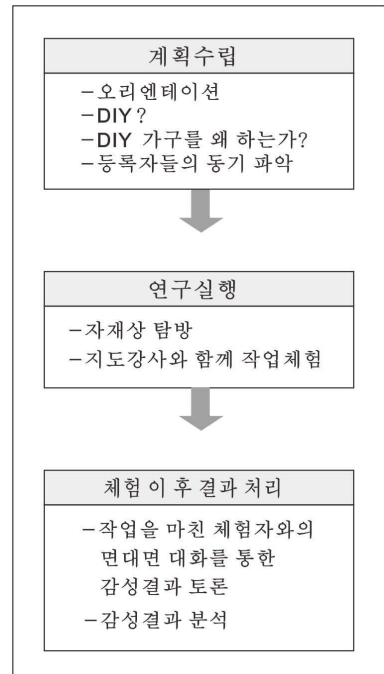 계획수립
-오리엔테이션
-DIY?
-DIY 가구를 왜 하는가?
-등록자들의 동기 파악
연구실행
-자재상 탐방
-지도강사와 함께 작업체험
체험 이 후 결과 처리
-작업을 마친 체험자와의
면대면 대화를 통한
감성결과 토론
-감성결과 분석